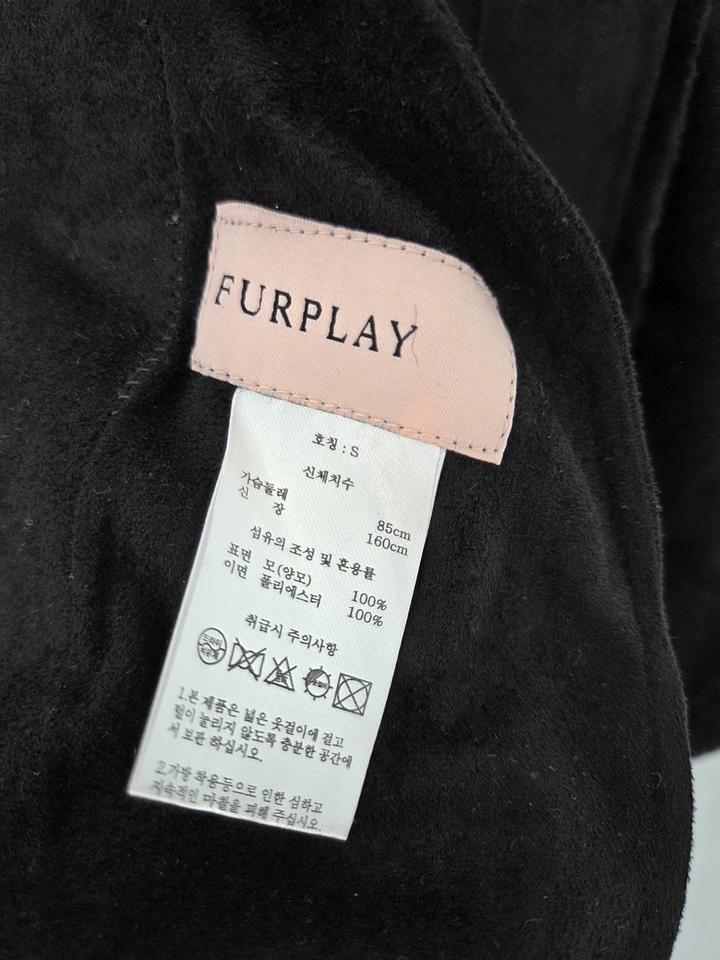 FURPLAY
호칭 : S
신체치수
가슴둘레 85cm
신 장 160cm
섬유의 조성 및 혼용률
표면 모(양모) 100%
이면 폴리에스터 100%
취급시 주의사항
드라이
1.본 제품은 넓은 옷걸이에 걸고
털이 눌리지 않도록 충분한 공간에
서 보관 하십시오.
2.가방 착용등으로 인한 심하고
지속적인 마찰을 피해 주십시오.